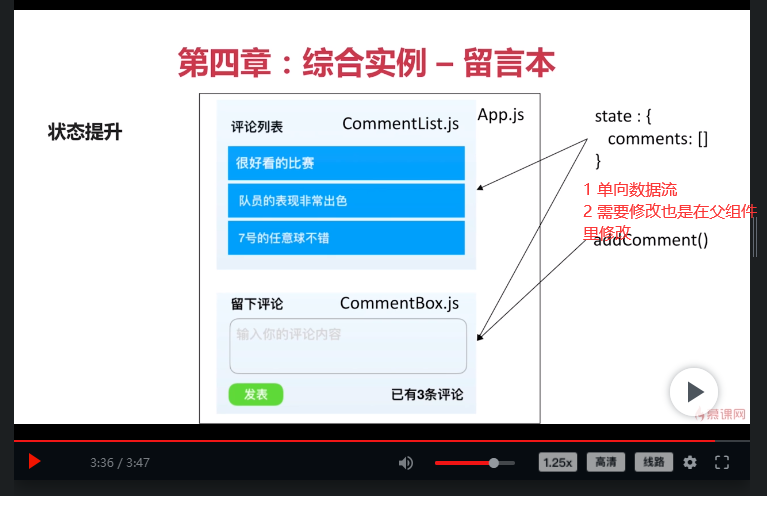 第四章：综合实例 – 留言本
状态提升
评论列表
CommentList.js
App.js
很好看的比赛
队员的表现非常出色
7号的任意球不错
留下评论
CommentBox.js
输入你的评论内容
发表
已有3条评论
state : {
comments: []
}
1 单向数据流
2 需要修改也是在父组件
里修改
addComment()
慕课网
3:36 / 3:47
1.25x
高清
线路